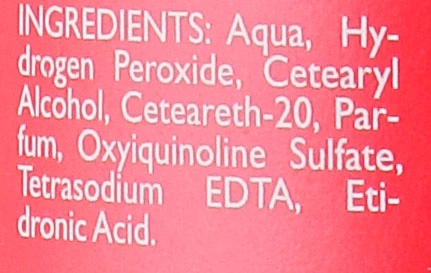 INGREDIENTS: Aqua, Hy-
drogen Peroxide, Cetearyl
Alcohol, Ceteareth-20, Par-
fum, Oxyiquinoline Sulfate,
Tetrasodium EDTA, Eti-
dronic Acid.